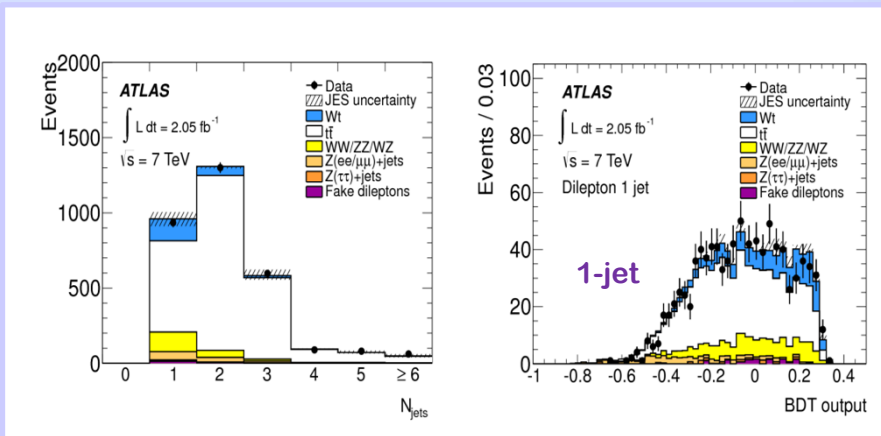 2000
1500
1000
500
0
Events
ATLAS
∫ L dt = 2.05 fb⁻¹
√s = 7 TeV
Data
JES uncertainty
Wt
tt̄
WW/ZZ/WZ
Z(ee/μμ)+jets
Z(ττ)+jets
Fake dileptons
0 1 2 3 4 5 ≥ 6
N_jets
100
80
60
40
20
0
Events / 0.03
ATLAS
∫ L dt = 2.05 fb⁻¹
√s = 7 TeV
Dilepton 1 jet
Data
JES uncertainty
Wt
tt̄
WW/ZZ/WZ
Z(ee/μμ)+jets
Z(ττ)+jets
Fake dileptons
1-jet
-1 -0.8 -0.6 -0.4 -0.2 0 0.2 0.4
BDT output